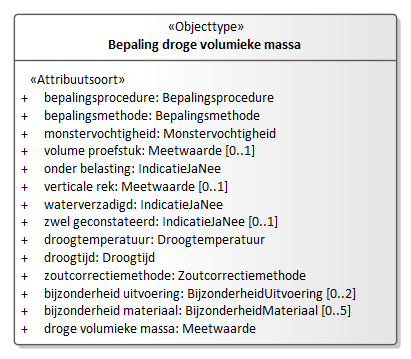 «Objecttype»
Bepaling droge volumieke massa
«Attribuutsoort»
+ bepalingsprocedure: Bepalingsprocedure
+ bepalingsmethode: Bepalingsmethode
+ monstervochtigheid: Monstervochtigheid
+ volume proefstuk: Meetwaarde [0..1]
+ onder belasting: IndicatieJaNee
+ verticale rek: Meetwaarde [0..1]
+ waterverzadigd: IndicatieJaNee
+ zwel geconstateerd: IndicatieJaNee [0..1]
+ droogtemperatuur: Droogtemperatuur
+ droogtijd: Droogtijd
+ zoutcorrectiemethode: Zoutcorrectiemethode
+ bijzonderheid uitvoering: BijzonderheidUitvoering [0..2]
+ bijzonderheid materiaal: BijzonderheidMateriaal [0..5]
+ droge volumieke massa: Meetwaarde